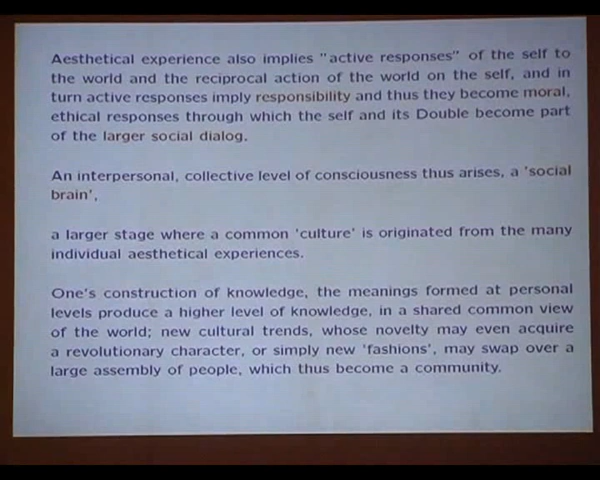 Aesthetical experience also implies "active responses" of the self to
the world and the reciprocal action of the world on the self, and in
turn active responses imply responsibility and thus they become moral,
ethical responses through which the self and its Double become part
of the larger social dialog.
An interpersonal, collective level of consciousness thus arises, a 'social
brain',
a larger stage where a common 'culture' is originated from the many
individual aesthetical experiences.
One's construction of knowledge, the meanings formed at personal
levels produce a higher level of knowledge, in a shared common view
of the world; new cultural trends, whose novelty may even acquire
a revolutionary character, or simply new 'fashions', may swap over a
large assembly of people, which thus become a community.